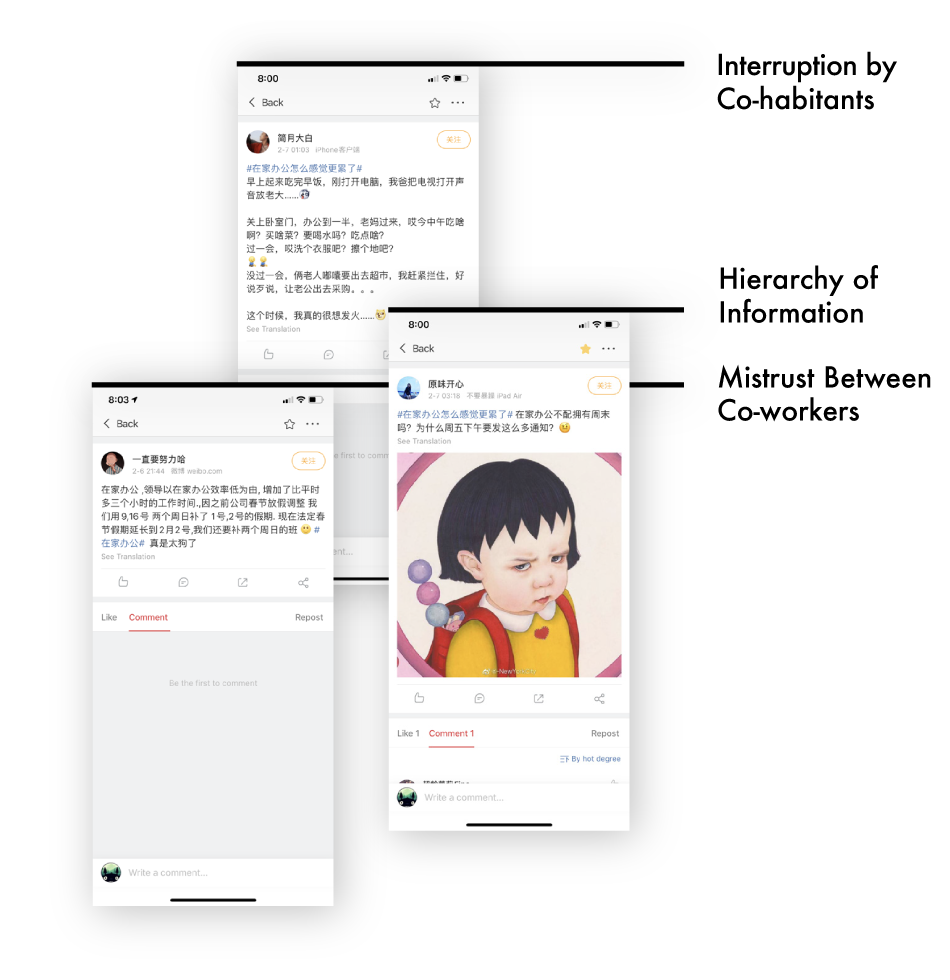 Interruption by
Co-habitants
8:00
Back
简月大白
2-7 01:03 iPhone客户端
关注
#在家办公怎么感觉更累了#
早上起来吃完早饭，刚打开电脑，我爸把电视打开声
音放老大……
关上卧室门，办公到一半，老妈过来，哎今中午吃啥
啊？买啥菜？要喝水吗？吃点啥？
过一会，哎洗个衣服吧？擦个地吧？
没过一会，俩老人嘟囔要出去超市，我赶紧拦住，好
说歹说，让老公出去采购。。。
这个时候，我真的很想发火……
See Translation
Hierarchy of
Information
8:00
Back
原味开心
2-7 03:18 不要暴躁 iPad Air
关注
#在家办公怎么感觉更累了# 在家办公不配拥有周末
吗？为什么周五下午要发这么多通知？
See Translation
Like 1
Comment 1
Repost
By hot degree
Write a comment...
Mistrust Between
Co-workers
8:03
Back
一直要努力哈
2-6 21:44 微博 weibo.com
关注
在家办公 ,领导以在家办公效率低为由, 增加了比平时
多三个小时的工作时间.,因之前公司春节放假调整 我
们用9,16号 两个周日补了 1号,2号的假期. 现在法定春
节假期延长到2月2号,我们还要补两个周日的班 #
在家办公# 真是太狗了
See Translation
Like
Comment
Repost
Be the first to comment
Write a comment...
e first to comm
ent...